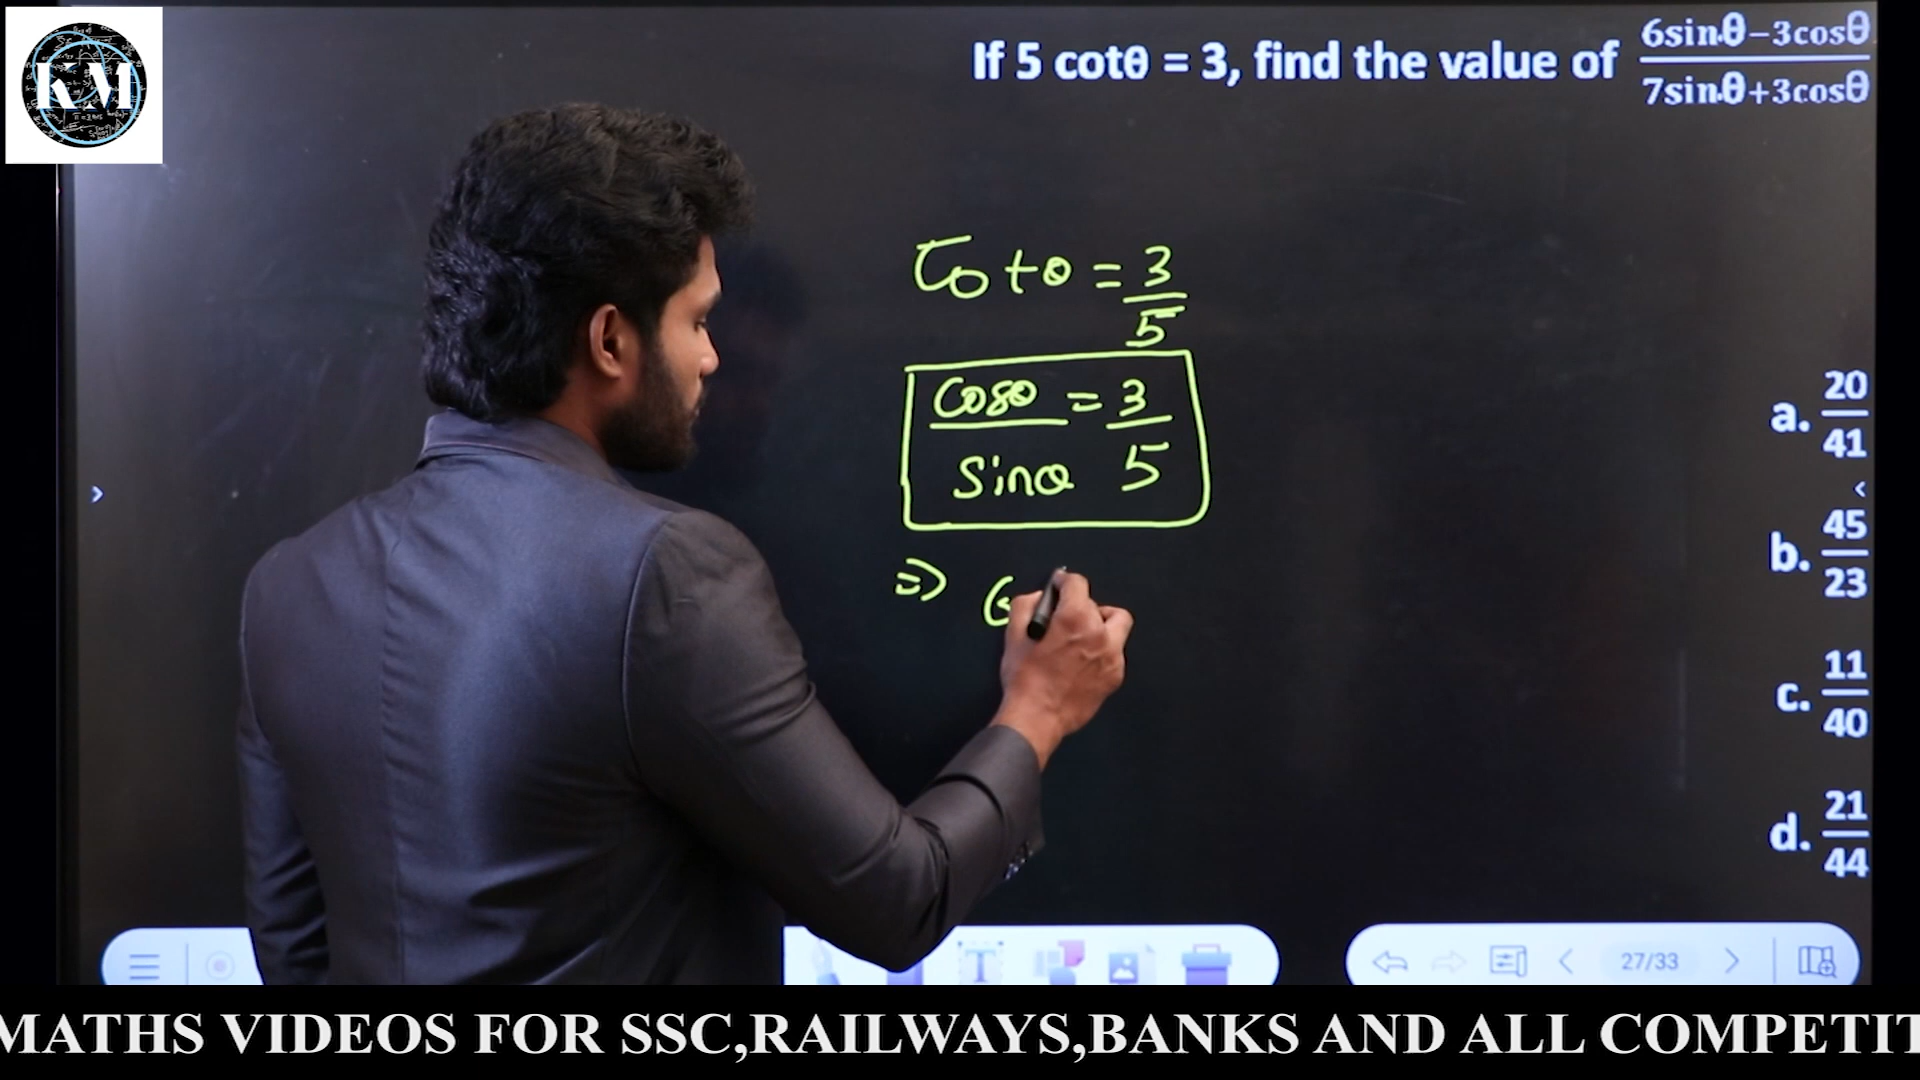 KM
If 5 cotθ = 3, find the value of (6sinθ−3cosθ)/(7sinθ+3cosθ)
Cotθ = 3/5
Cosθ/Sinθ = 3/5
⇒ 6
a. 20/41
b. 45/23
c. 11/40
d. 21/44
27/33
MATHS VIDEOS FOR SSC,RAILWAYS,BANKS AND ALL COMPETIT